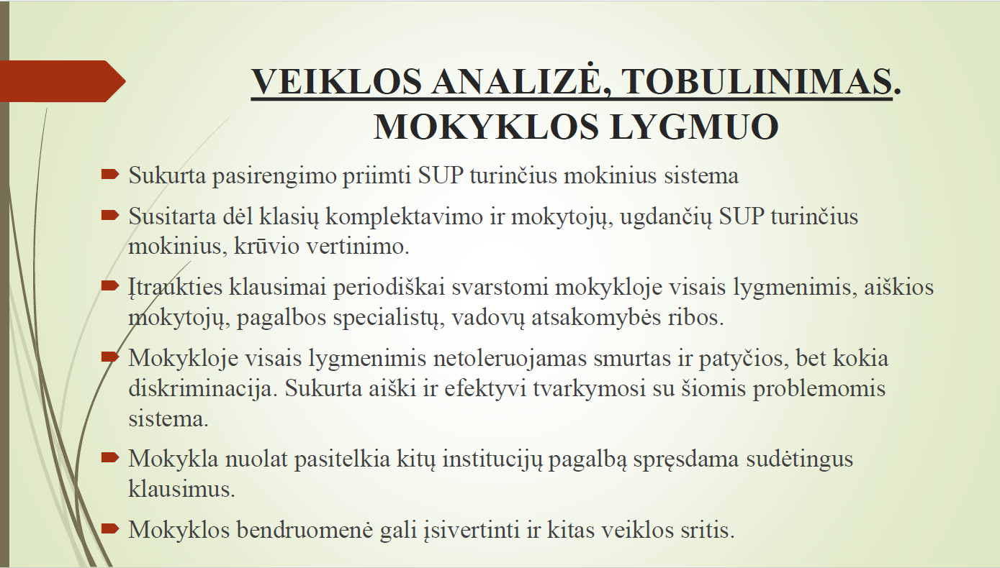 VEIKLOS ANALIZĖ, TOBULINIMAS.
MOKYKLOS LYGMUO
Sukurta pasirengimo priimti SUP turinčius mokinius sistema
Susitarta dėl klasių komplektavimo ir mokytojų, ugdančių SUP turinčius
mokinius, krūvio vertinimo.
Įtraukties klausimai periodiškai svarstomi mokykloje visais lygmenimis, aiškios
mokytojų, pagalbos specialistų, vadovų atsakomybės ribos.
Mokykloje visais lygmenimis netoleruojamas smurtas ir patyčios, bet kokia
diskriminacija. Sukurta aiški ir efektyvi tvarkymosi su šiomis problemomis
sistema.
Mokykla nuolat pasitelkia kitų institucijų pagalbą spręsdama sudėtingus
klausimus.
Mokyklos bendruomenė gali įsivertinti ir kitas veiklos sritis.